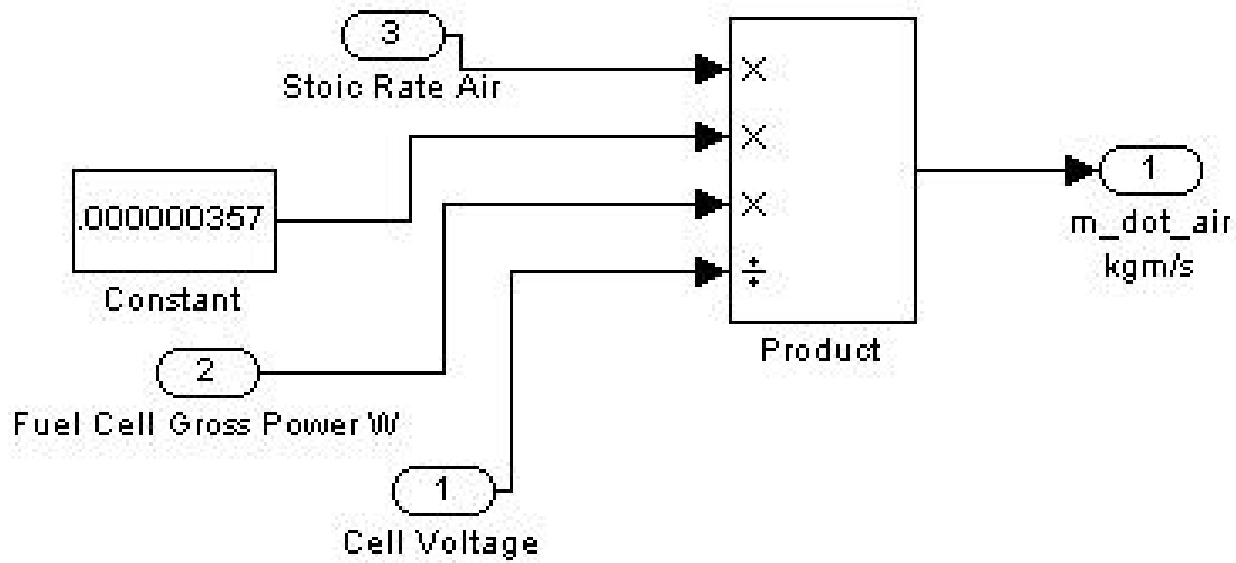 3
Stoic Rate Air
.000000357
Constant
2
Fuel Cell Gross Power W
1
Cell Voltage
×
×
×
÷
Product
1
m_dot_air
kgm/s